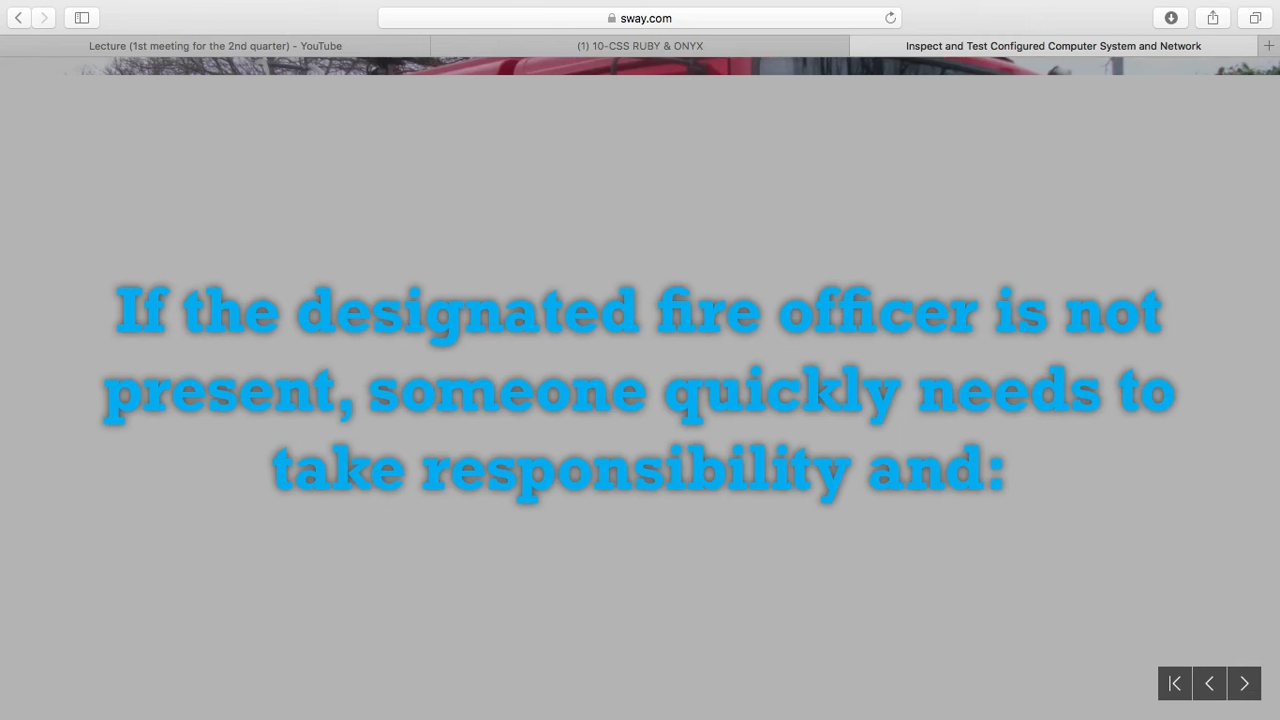 sway.com
Lecture (1st meeting for the 2nd quarter) - YouTube
(1) 10-CSS RUBY & ONYX
Inspect and Test Configured Computer System and Network
If the designated fire officer is not
present, someone quickly needs to
take responsibility and: